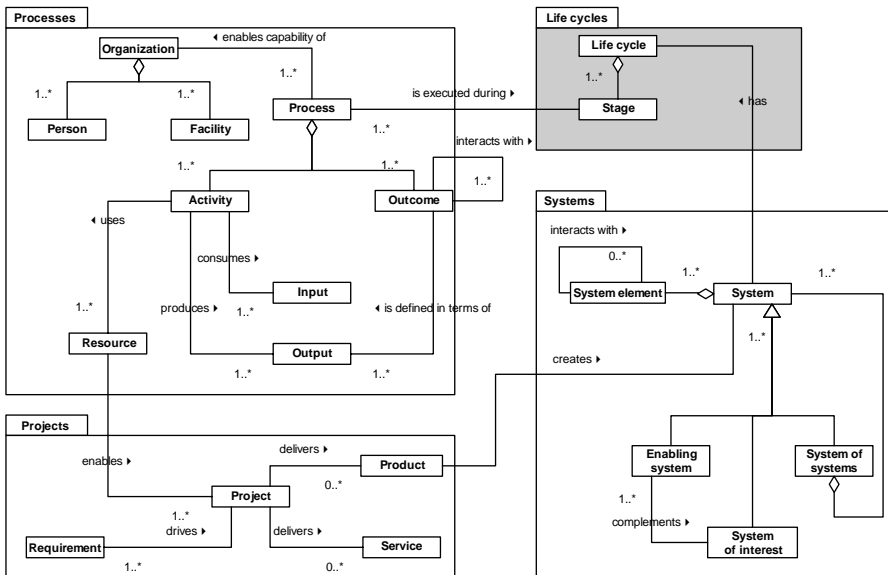 Processes
Organization
◂ enables capability of
1..*
1..*
1..*
Person
Facility
Process
1..*
is executed during ▸
interacts with ▸
1..*
1..*
1..*
Activity
Outcome
◂ uses
consumes ▸
Input
1..*
produces ▸
◂ is defined in terms of
1..*
Resource
Output
1..*
1..*
Life cycles
Life cycle
1..*
Stage
◂ has
Systems
interacts with ▸
0..*
1..*
1..*
System element
System
1..*
creates ▸
Enabling
system
System of
systems
1..*
complements ▸
System
of interest
Projects
enables ▸
delivers ▸
Product
0..*
Project
1..*
drives ▸
delivers ▸
Requirement
1..*
Service
0..*